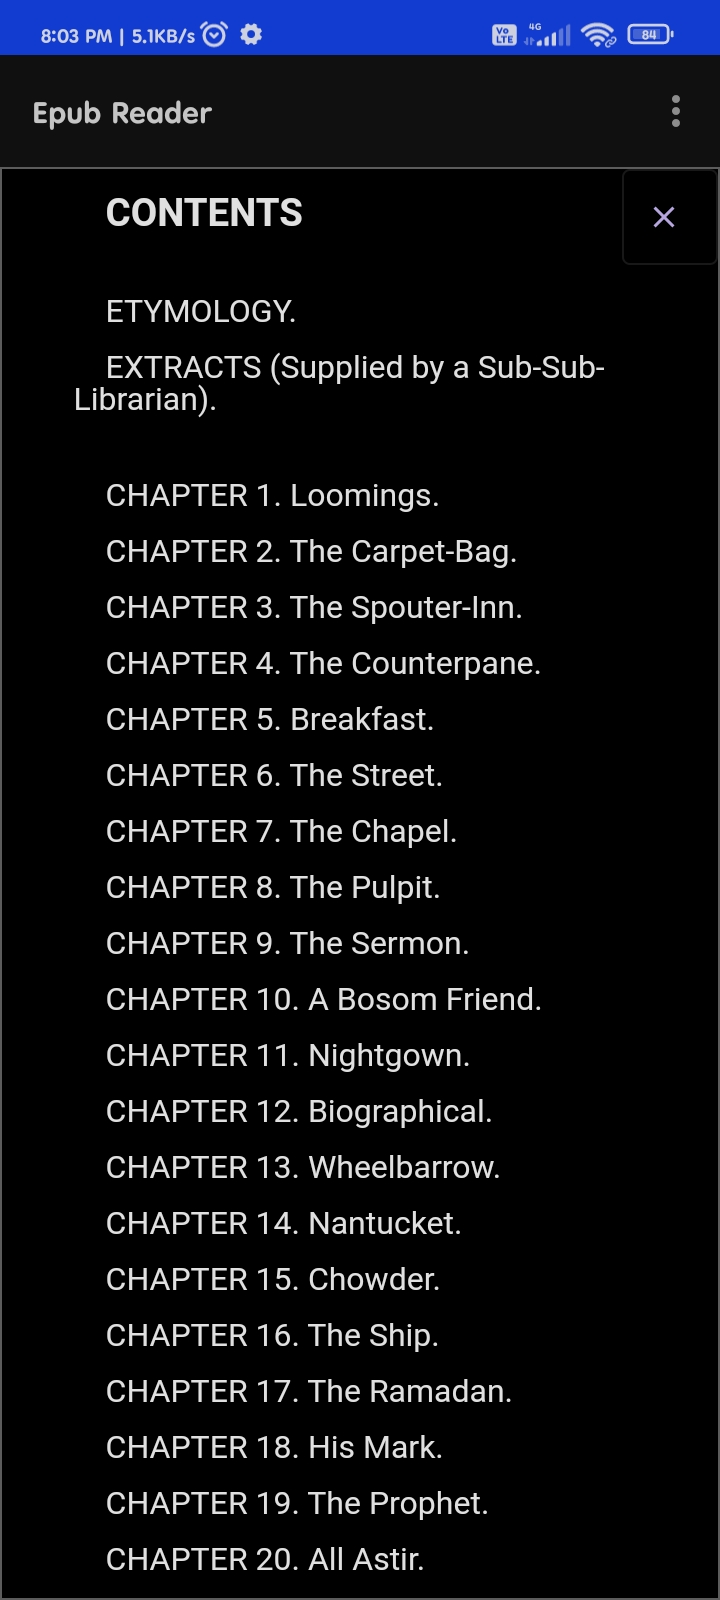 8:03 PM | 5.1KB/s
Vo LTE
4G
84
Epub Reader
CONTENTS
ETYMOLOGY.
EXTRACTS (Supplied by a Sub-Sub-
Librarian).
CHAPTER 1. Loomings.
CHAPTER 2. The Carpet-Bag.
CHAPTER 3. The Spouter-Inn.
CHAPTER 4. The Counterpane.
CHAPTER 5. Breakfast.
CHAPTER 6. The Street.
CHAPTER 7. The Chapel.
CHAPTER 8. The Pulpit.
CHAPTER 9. The Sermon.
CHAPTER 10. A Bosom Friend.
CHAPTER 11. Nightgown.
CHAPTER 12. Biographical.
CHAPTER 13. Wheelbarrow.
CHAPTER 14. Nantucket.
CHAPTER 15. Chowder.
CHAPTER 16. The Ship.
CHAPTER 17. The Ramadan.
CHAPTER 18. His Mark.
CHAPTER 19. The Prophet.
CHAPTER 20. All Astir.